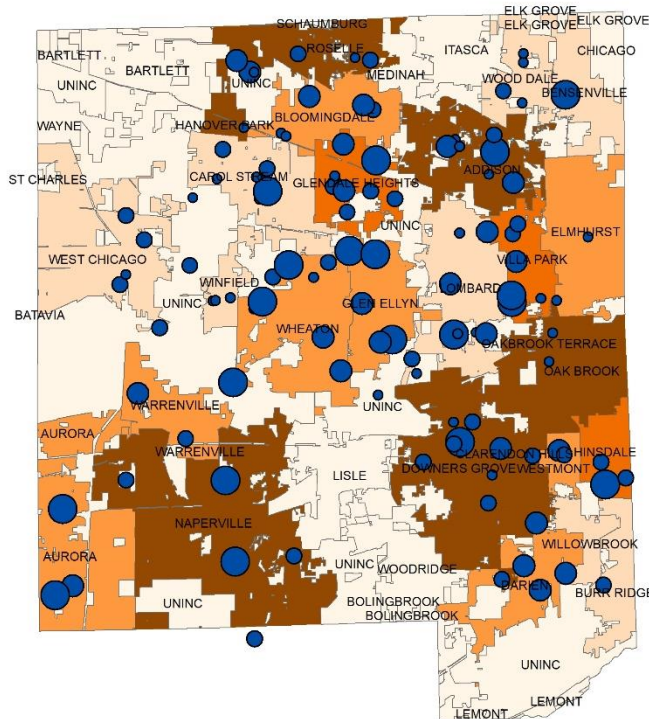 ELK GROVE
SCHAUMBURG
ELK GROVE
ELK GROVE
BARTLETT
ROSELLE
ITASCA
CHICAGO
BARTLETT
MEDINAH
UNINC
UNINC
WOOD DALE
BENSENVILLE
WAYNE
HANOVER PARK
BLOOMINGDALE
ST CHARLES
CAROL STREAM
GLENDALE HEIGHTS
ADDISON
UNINC
ELMHURST
WEST CHICAGO
VILLA PARK
WINFIELD
LOMBARD
UNINC
GLEN ELLYN
BATAVIA
WHEATON
OAKBROOK TERRACE
OAK BROOK
WARRENVILLE
UNINC
AURORA
WARRENVILLE
CLARENDON HILLS
HINSDALE
DOWNERS GROVE
WESTMONT
LISLE
NAPERVILLE
WILLOWBROOK
AURORA
UNINC
WOODRIDGE
DARIEN
BURR RIDGE
UNINC
BOLINGBROOK
BOLINGBROOK
UNINC
LEMONT
LEMONT